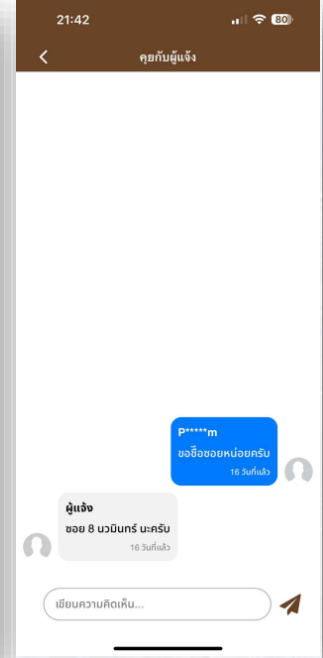 21:42
80
คุยกับผู้แจ้ง
P*****m
ขอชื่อซอยหน่อยครับ
16 วันที่แล้ว
ผู้แจ้ง
ซอย 8 นวมินทร์ นะครับ
16 วันที่แล้ว
เขียนความคิดเห็น...